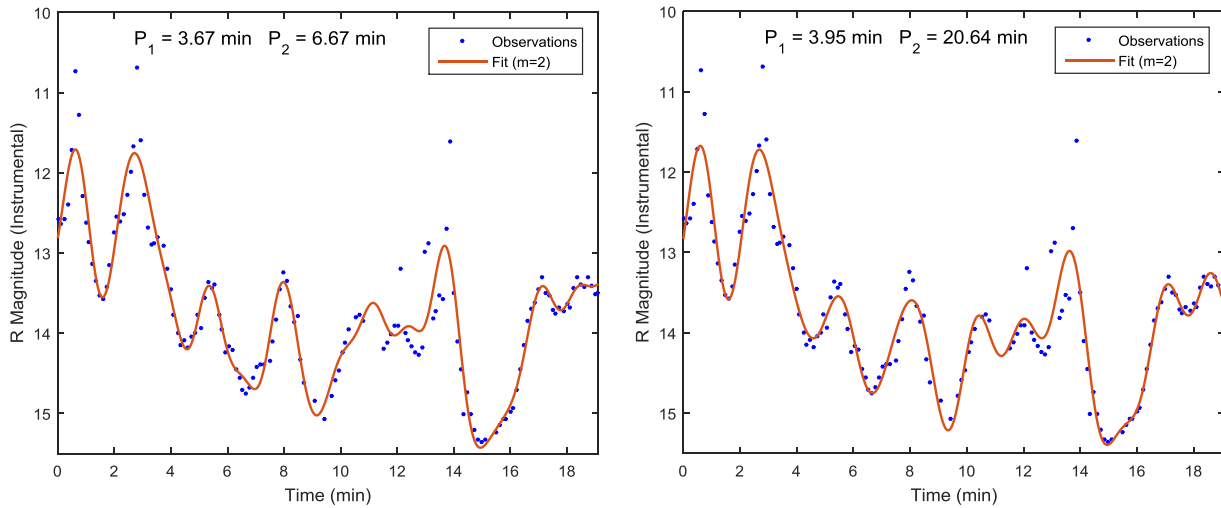 P1 = 3.67 min P2 = 6.67 min
Observations
Fit (m=2)
10
11
12
13
14
15
R Magnitude (Instrumental)
0 2 4 6 8 10 12 14 16 18
Time (min)
P1 = 3.95 min P2 = 20.64 min
Observations
Fit (m=2)
10
11
12
13
14
15
R Magnitude (Instrumental)
0 2 4 6 8 10 12 14 16 18
Time (min)